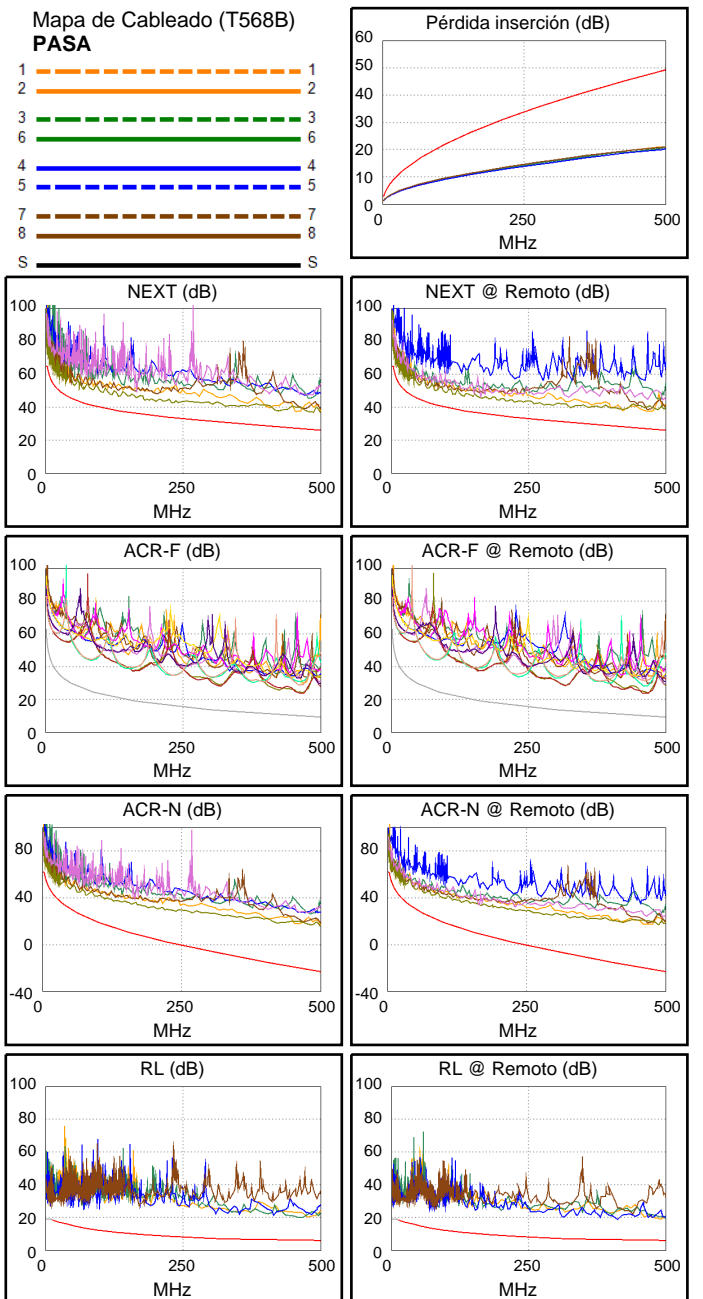 Mapa de Cableado (T568B)
PASA
1 1
2 2
3 3
6 6
4 4
5 5
7 7
8 8
S S
Pérdida inserción (dB)
60
50
40
30
20
10
0
0 250 500
MHz
NEXT (dB)
100
80
60
40
20
0
0 250 500
MHz
NEXT @ Remoto (dB)
100
80
60
40
20
0
0 250 500
MHz
ACR-F (dB)
100
80
60
40
20
0
0 250 500
MHz
ACR-F @ Remoto (dB)
100
80
60
40
20
0
0 250 500
MHz
ACR-N (dB)
80
40
0
-40
0 250 500
MHz
ACR-N @ Remoto (dB)
80
40
0
-40
0 250 500
MHz
RL (dB)
100
80
60
40
20
0
0 250 500
MHz
RL @ Remoto (dB)
100
80
60
40
20
0
0 250 500
MHz